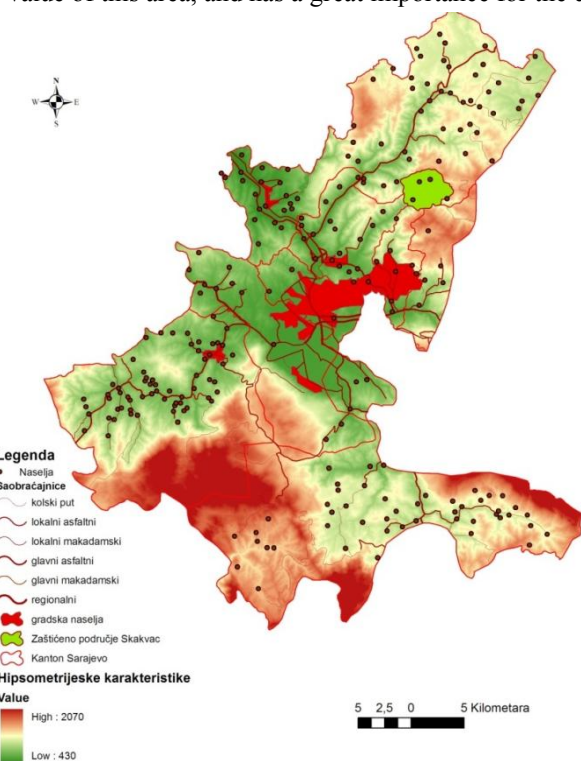 value of this area, and has a great importance for the
N
W E
S
Legenda
Naselja
Saobraćajnice
kolski put
lokalni asfaltni
lokalni makadamski
glavni asfaltni
glavni makadamski
regionalni
gradska naselja
Zaštićeno područje Skakvac
Kanton Sarajevo
Hipsometrijeske karakteristike
Value
High : 2070
Low : 430
5 2,5 0 5 Kilometara